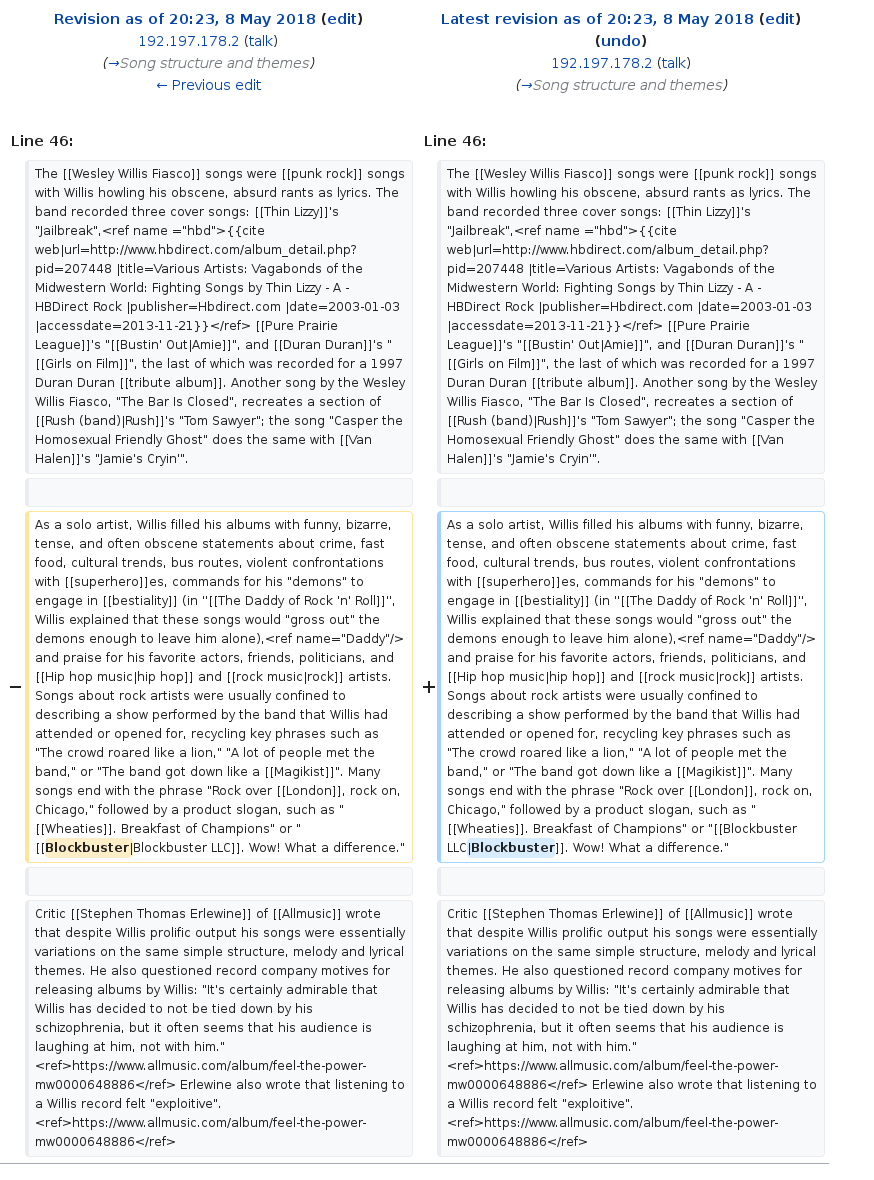 Revision as of 20:23, 8 May 2018 (edit)
192.197.178.2 (talk)
(→Song structure and themes)
← Previous edit
Latest revision as of 20:23, 8 May 2018 (edit)
(undo)
192.197.178.2 (talk)
(→Song structure and themes)
Line 46:
Line 46:
The [[Wesley Willis Fiasco]] songs were [[punk rock]] songs
with Willis howling his obscene, absurd rants as lyrics. The
band recorded three cover songs: [[Thin Lizzy]]'s
"Jailbreak",<ref name ="hbd">{{cite
web|url=http://www.hbdirect.com/album_detail.php?
pid=207448 |title=Various Artists: Vagabonds of the
Midwestern World: Fighting Songs by Thin Lizzy - A -
HBDirect Rock |publisher=Hbdirect.com |date=2003-01-03
|accessdate=2013-11-21}}</ref> [[Pure Prairie
League]]'s "[[Bustin' Out|Amie]]", and [[Duran Duran]]'s "
[[Girls on Film]]", the last of which was recorded for a 1997
Duran Duran [[tribute album]]. Another song by the Wesley
Willis Fiasco, "The Bar Is Closed", recreates a section of
[[Rush (band)|Rush]]'s "Tom Sawyer"; the song "Casper the
Homosexual Friendly Ghost" does the same with [[Van
Halen]]'s "Jamie's Cryin'".
The [[Wesley Willis Fiasco]] songs were [[punk rock]] songs
with Willis howling his obscene, absurd rants as lyrics. The
band recorded three cover songs: [[Thin Lizzy]]'s
"Jailbreak",<ref name ="hbd">{{cite
web|url=http://www.hbdirect.com/album_detail.php?
pid=207448 |title=Various Artists: Vagabonds of the
Midwestern World: Fighting Songs by Thin Lizzy - A -
HBDirect Rock |publisher=Hbdirect.com |date=2003-01-03
|accessdate=2013-11-21}}</ref> [[Pure Prairie
League]]'s "[[Bustin' Out|Amie]]", and [[Duran Duran]]'s "
[[Girls on Film]]", the last of which was recorded for a 1997
Duran Duran [[tribute album]]. Another song by the Wesley
Willis Fiasco, "The Bar Is Closed", recreates a section of
[[Rush (band)|Rush]]'s "Tom Sawyer"; the song "Casper the
Homosexual Friendly Ghost" does the same with [[Van
Halen]]'s "Jamie's Cryin'".
−
As a solo artist, Willis filled his albums with funny, bizarre,
tense, and often obscene statements about crime, fast
food, cultural trends, bus routes, violent confrontations
with [[superhero]]es, commands for his "demons" to
engage in [[bestiality]] (in ''[[The Daddy of Rock 'n' Roll]]'',
Willis explained that these songs would "gross out" the
demons enough to leave him alone),<ref name="Daddy"/>
and praise for his favorite actors, friends, politicians, and
[[Hip hop music|hip hop]] and [[rock music|rock]] artists.
Songs about rock artists were usually confined to
describing a show performed by the band that Willis had
attended or opened for, recycling key phrases such as
"The crowd roared like a lion," "A lot of people met the
band," or "The band got down like a [[Magikist]]". Many
songs end with the phrase "Rock over [[London]], rock on,
Chicago," followed by a product slogan, such as "
[[Wheaties]]. Breakfast of Champions" or "
[[Blockbuster|Blockbuster LLC]]. Wow! What a difference."
+
As a solo artist, Willis filled his albums with funny, bizarre,
tense, and often obscene statements about crime, fast
food, cultural trends, bus routes, violent confrontations
with [[superhero]]es, commands for his "demons" to
engage in [[bestiality]] (in ''[[The Daddy of Rock 'n' Roll]]'',
Willis explained that these songs would "gross out" the
demons enough to leave him alone),<ref name="Daddy"/>
and praise for his favorite actors, friends, politicians, and
[[Hip hop music|hip hop]] and [[rock music|rock]] artists.
Songs about rock artists were usually confined to
describing a show performed by the band that Willis had
attended or opened for, recycling key phrases such as
"The crowd roared like a lion," "A lot of people met the
band," or "The band got down like a [[Magikist]]". Many
songs end with the phrase "Rock over [[London]], rock on,
Chicago," followed by a product slogan, such as "
[[Wheaties]]. Breakfast of Champions" or "[[Blockbuster
LLC|Blockbuster]]. Wow! What a difference."
Critic [[Stephen Thomas Erlewine]] of [[Allmusic]] wrote
that despite Willis prolific output his songs were essentially
variations on the same simple structure, melody and lyrical
themes. He also questioned record company motives for
releasing albums by Willis: "It's certainly admirable that
Willis has decided to not be tied down by his
schizophrenia, but it often seems that his audience is
laughing at him, not with him."
<ref>https://www.allmusic.com/album/feel-the-power-
mw0000648886</ref> Erlewine also wrote that listening to
a Willis record felt "exploitive".
<ref>https://www.allmusic.com/album/feel-the-power-
mw0000648886</ref>
Critic [[Stephen Thomas Erlewine]] of [[Allmusic]] wrote
that despite Willis prolific output his songs were essentially
variations on the same simple structure, melody and lyrical
themes. He also questioned record company motives for
releasing albums by Willis: "It's certainly admirable that
Willis has decided to not be tied down by his
schizophrenia, but it often seems that his audience is
laughing at him, not with him."
<ref>https://www.allmusic.com/album/feel-the-power-
mw0000648886</ref> Erlewine also wrote that listening to
a Willis record felt "exploitive".
<ref>https://www.allmusic.com/album/feel-the-power-
mw0000648886</ref>